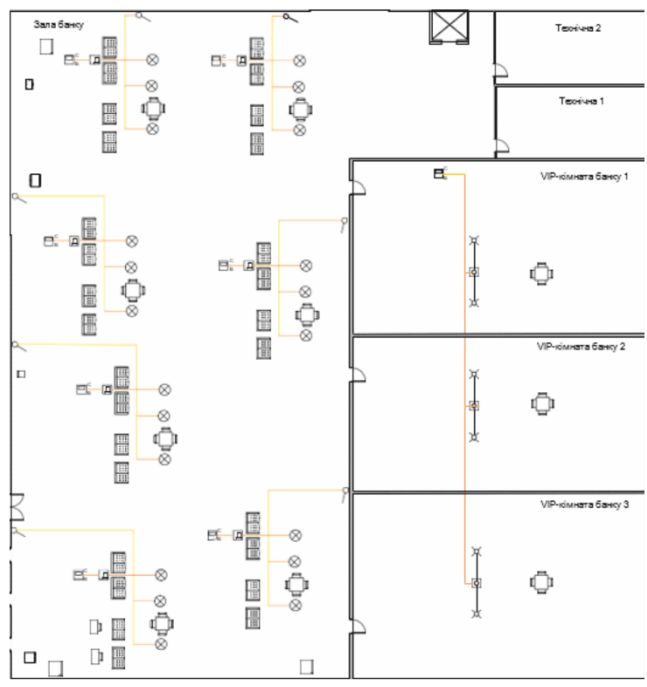 Зала банку
Технічна 2
Технічна 1
VIP-кімната банку 1
VIP-кімната банку 2
VIP-кімната банку 3